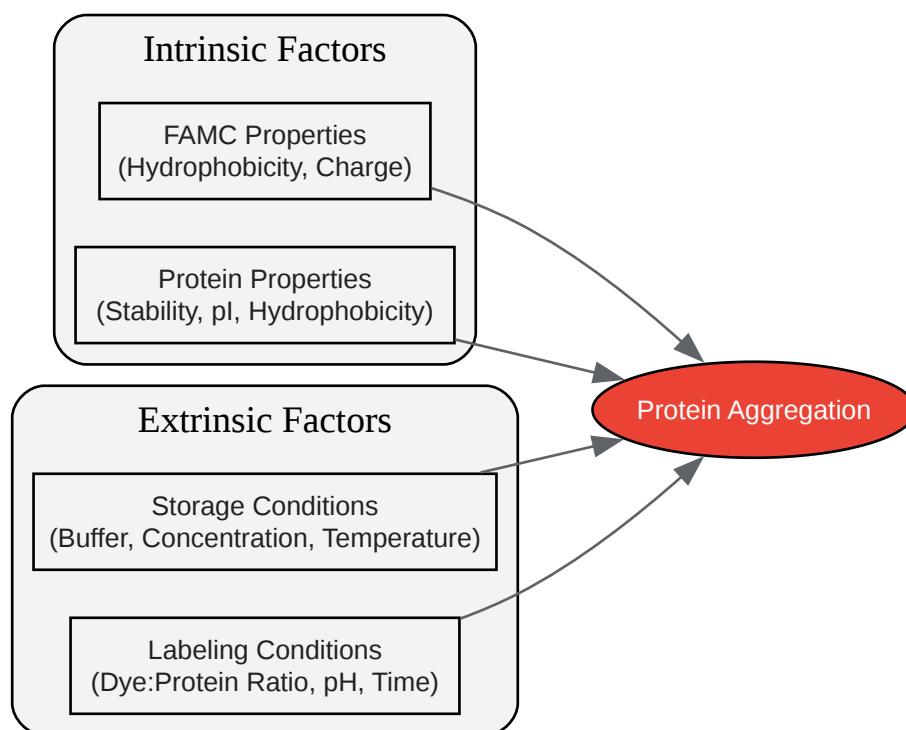 Intrinsic Factors
FAMC Properties
(Hydrophobicity, Charge)
Protein Properties
(Stability, pI, Hydrophobicity)
Protein Aggregation
Extrinsic Factors
Storage Conditions
(Buffer, Concentration, Temperature)
Labeling Conditions
(Dye:Protein Ratio, pH, Time)